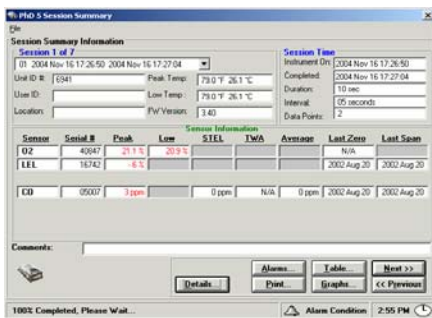 PhD 5 Session Summary
File
Session Summary Information
Session 1 of 7
01 2004 Nov 16 17:26:50 2004 Nov 16 17:27:04
Unit ID #: 6941 Peak Temp: 79.0 °F 26.1 °C
User ID: Low Temp: 79.0 °F 26.1 °C
Location: FW Version: 3.40
Session Time
Instrument On: 2004 Nov 16 17:26:50
Completed: 2004 Nov 16 17:27:04
Duration: 10 sec
Interval: 05 seconds
Data Points: 2
Sensor Information
Sensor Serial # Peak Low STEL TWA Average Last Zero Last Span
O2 40847 21.1 % 20.9 % N/A
LEL 16742 -6 % 2002 Aug 20 2002 Aug 20
CO 05007 3 ppm 0 ppm N/A 0 ppm 2002 Aug 20 2002 Aug 20
Comments:
Details... Alarms... Table... Next >>
Print... Graphs... << Previous
100% Completed, Please Wait... Alarm Condition 2:55 PM